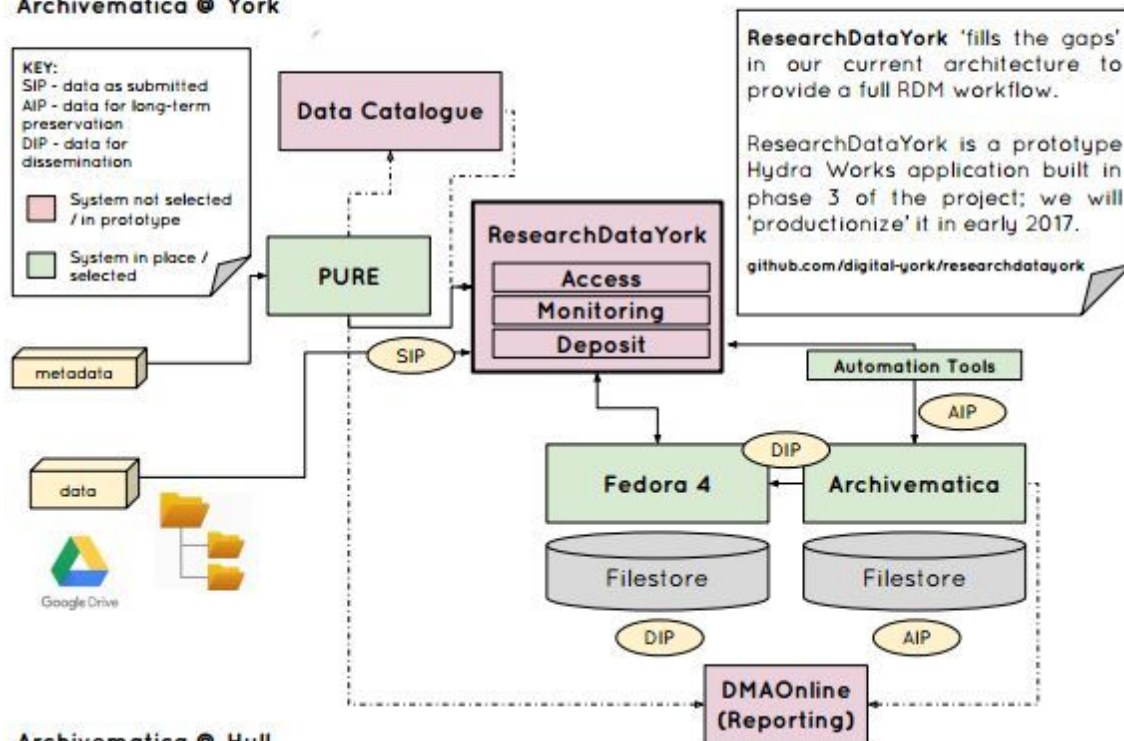 Archivematica @ York
KEY:
SIP - data as submitted
AIP - data for long-term
preservation
DIP - data for
dissemination
System not selected
/ in prototype
System in place /
selected
Data Catalogue
ResearchDataYork 'fills the gaps'
in our current architecture to
provide a full RDM workflow.
ResearchDataYork is a prototype
Hydra Works application built in
phase 3 of the project; we will
'productionize' it in early 2017.
github.com/digital-york/researchdatayork
PURE
ResearchDataYork
Access
Monitoring
Deposit
SIP
metadata
Automation Tools
AIP
DIP
data
Fedora 4
Archivematica
Google Drive
Filestore
Filestore
DIP
AIP
DMAOnline
(Reporting)
Archivematica @ Hull